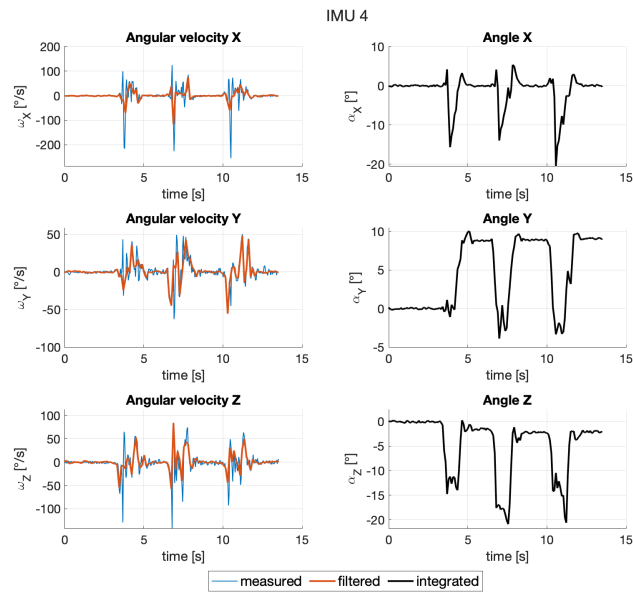 IMU 4
Angular velocity X
200
100
0
-100
-200
ω_X [°/s]
0 5 10 15
time [s]
Angle X
10
0
-10
-20
α_X [°]
0 5 10 15
time [s]
Angular velocity Y
50
0
-50
-100
ω_Y [°/s]
0 5 10 15
time [s]
Angle Y
10
5
0
-5
α_Y [°]
0 5 10 15
time [s]
Angular velocity Z
100
50
0
-50
-100
ω_Z [°/s]
0 5 10 15
time [s]
Angle Z
0
-5
-10
-15
-20
α_Z [°]
0 5 10 15
time [s]
measured filtered integrated